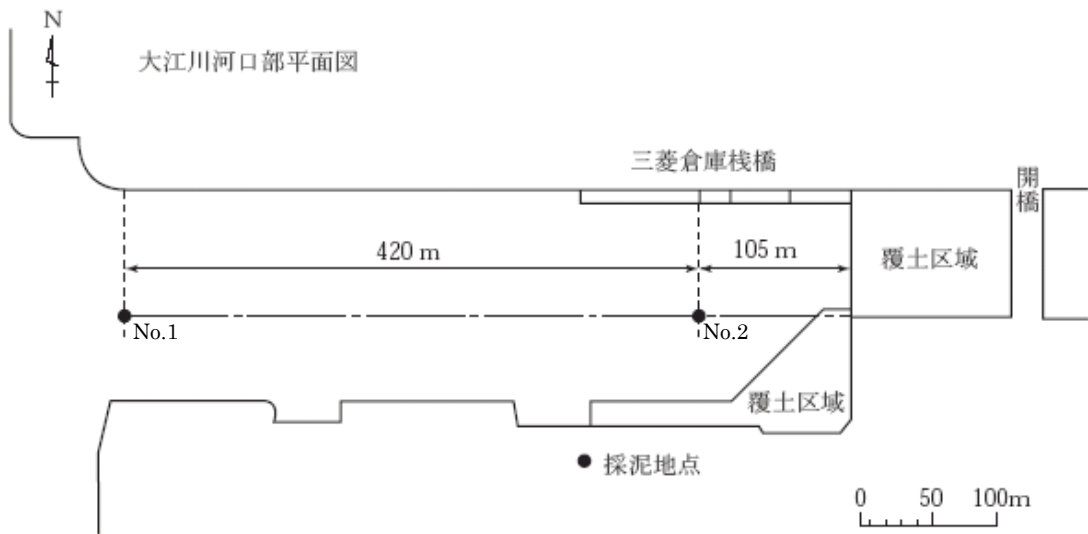 N
大江川河口部平面図
三菱倉庫桟橋
開橋
420 m
105 m
覆土区域
No.1
No.2
覆土区域
採泥地点
0 50 100m